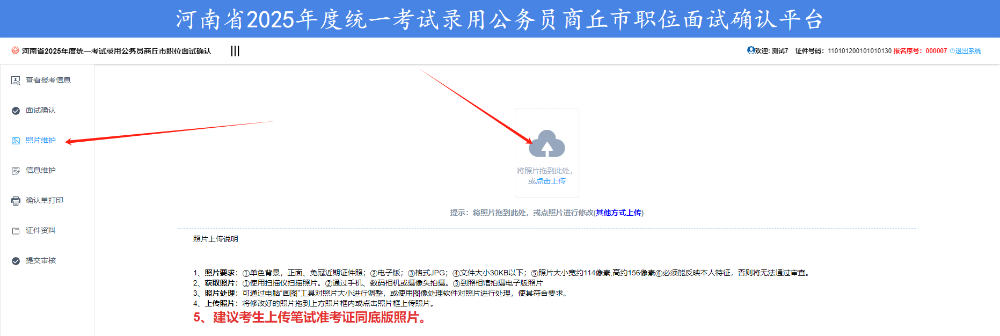 河南省2025年度统一考试录用公务员商丘市职位面试确认平台
河南省2025年度统一考试录用公务员商丘市职位面试确认
欢迎: 测试7 证件号码：110101200101010130 报名序号：000007 退出系统
查看报考信息
面试确认
照片维护
信息维护
确认单打印
证件资料
提交审核
将照片拖到此处，
或点击上传
提示：将照片拖到此处，或点照片进行修改(其他方式上传)
照片上传说明
1、照片要求：①单色背景，正面、免冠近期证件照；②电子版；③格式JPG；④文件大小30KB以下；⑤照片大小宽约114像素,高约156像素⑥必须能反映本人特征，否则将无法通过审查。
2、获取照片：①使用扫描仪扫描照片。②通过手机、数码相机或摄像头拍摄。③到照相馆拍摄电子版照片
3、照片处理：可通过电脑“画图”工具对照片大小进行调整，或使用图像处理软件对照片进行处理，使其符合要求。
4、上传照片：将修改好的照片拖到上方照片框内或点击照片框上传照片。
5、建议考生上传笔试准考证同底版照片。